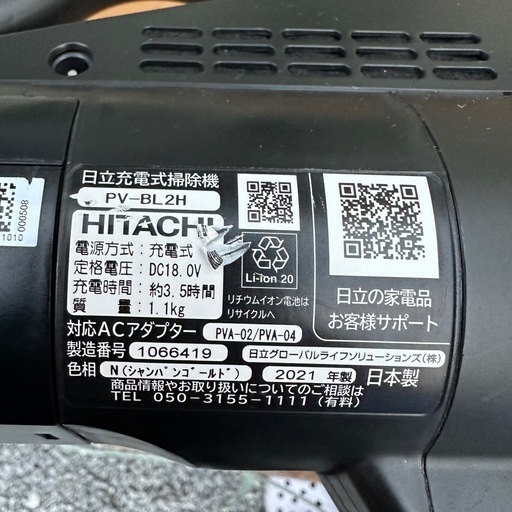 日立充電式掃除機
PV-BL2H
HITACHI
電源方式：充電式
定格電圧：DC18.0V
充電時間：約3.5時間
質　　量：1.1kg
Li-ion 20
リチウムイオン電池は
リサイクルへ
日立の家電品
お客様サポート
対応ACアダプター PVA-02/PVA-04
製造番号 1066419 日立グローバルライフソリューションズ(株)
色相 N(シャンパンゴールド) 2021 年製 日本製
商品情報やお取り扱いについてのご相談は
TEL 050-3155-1111（有料）
1010 000508